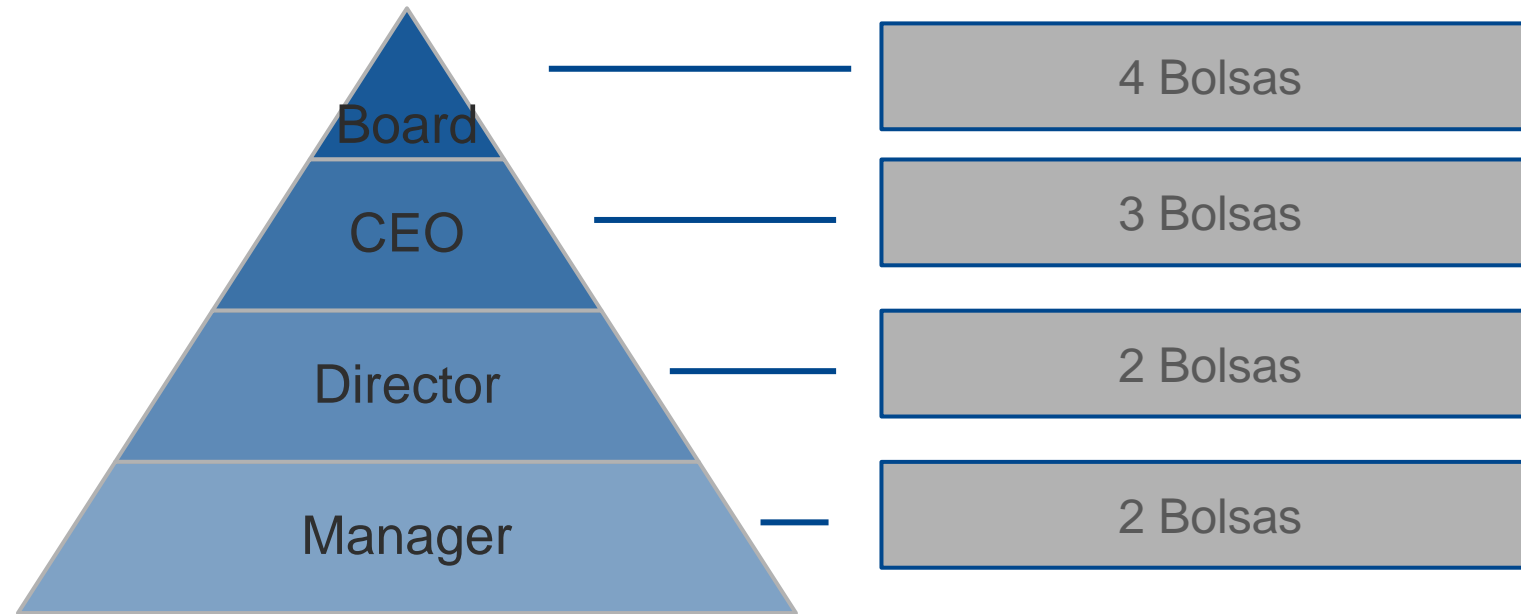 Board
4 Bolsas
CEO
3 Bolsas
Director
2 Bolsas
Manager
2 Bolsas